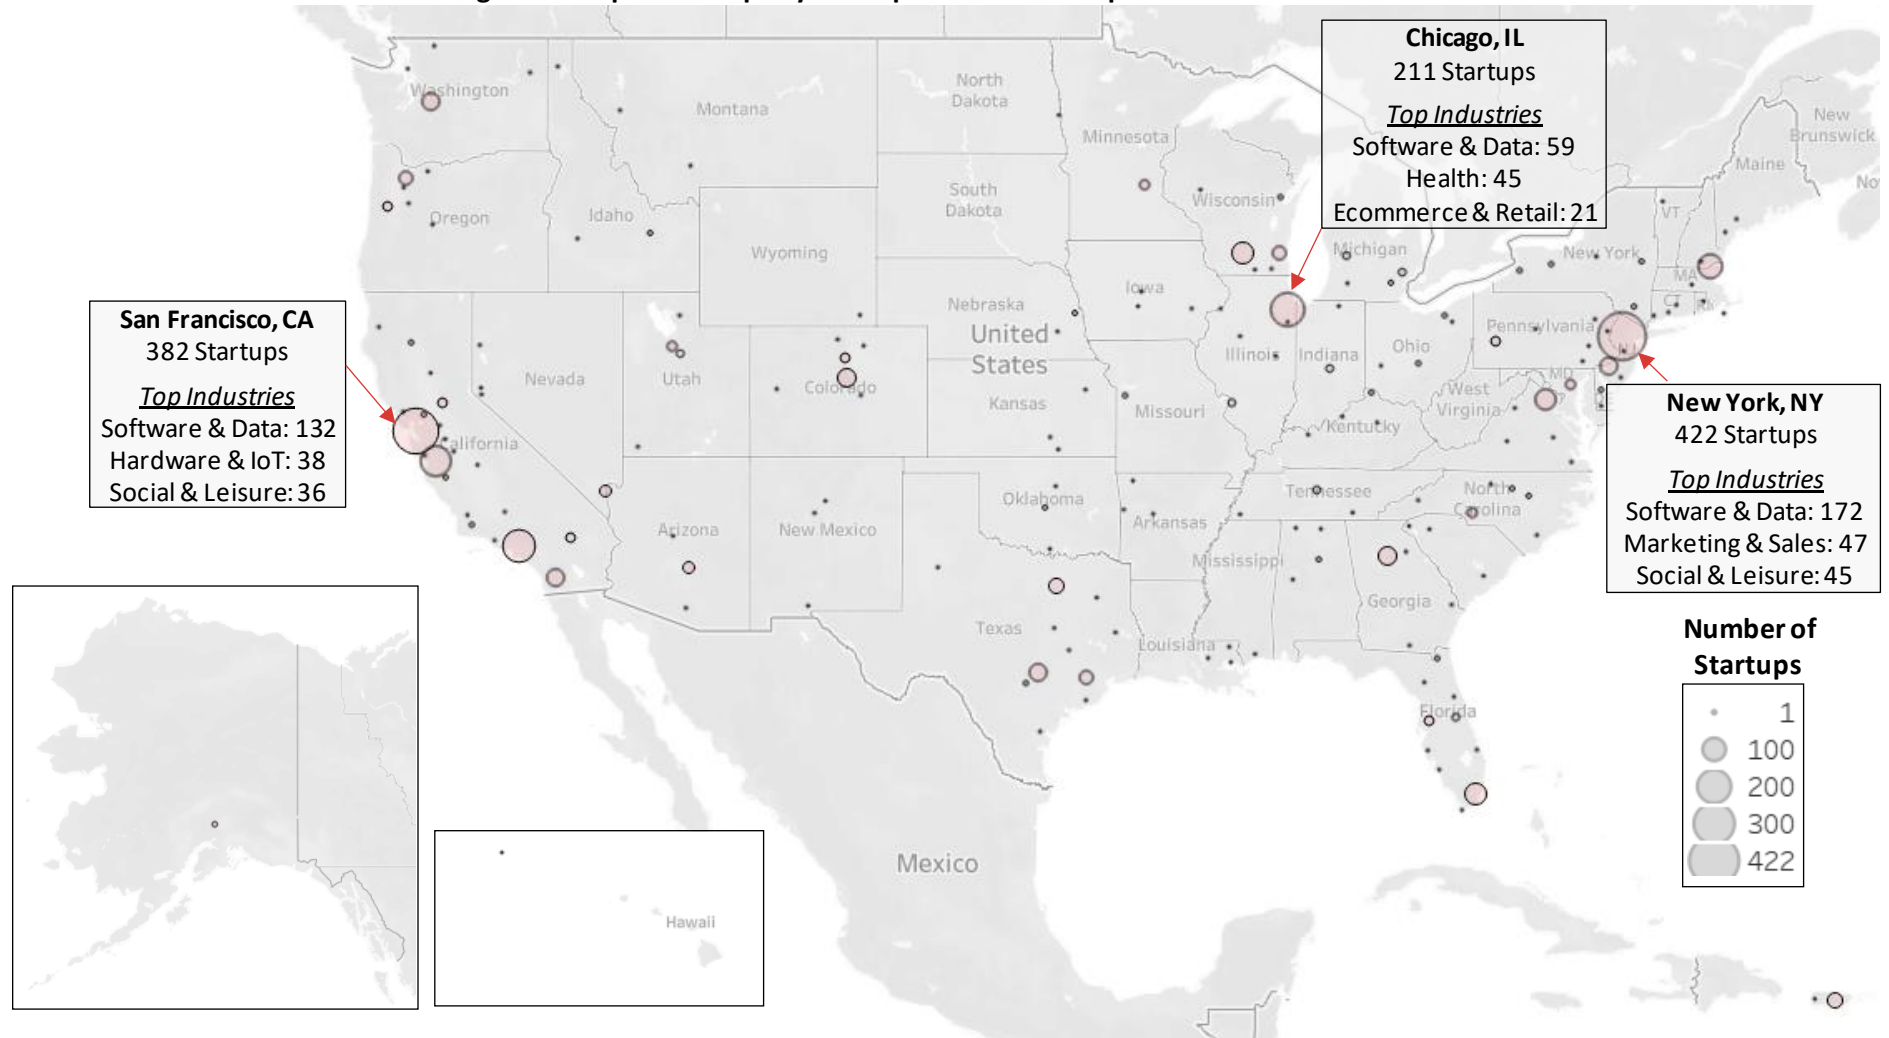 Chicago, IL
211 Startups
Top Industries
Software & Data: 59
Health: 45
Ecommerce & Retail: 21
San Francisco, CA
382 Startups
Top Industries
Software & Data: 132
Hardware & IoT: 38
Social & Leisure: 36
New York, NY
422 Startups
Top Industries
Software & Data: 172
Marketing & Sales: 47
Social & Leisure: 45
Number of
Startups
1
100
200
300
422
Washington
Montana
North
Dakota
Minnesota
New
Brunswick
Maine
Oregon
Idaho
South
Dakota
Wisconsin
VT
Wyoming
Michigan
New York
MA
Nebraska
Iowa
CT
RI
United
States
Pennsylvania
Nevada
Utah
Colorado
Illinois
Indiana
Ohio
MD
Kansas
Missouri
West
Virginia
California
Kentucky
Oklahoma
Tennessee
North
Carolina
Arizona
New Mexico
Arkansas
Mississippi
Georgia
Texas
Louisiana
Florida
Mexico
Hawaii